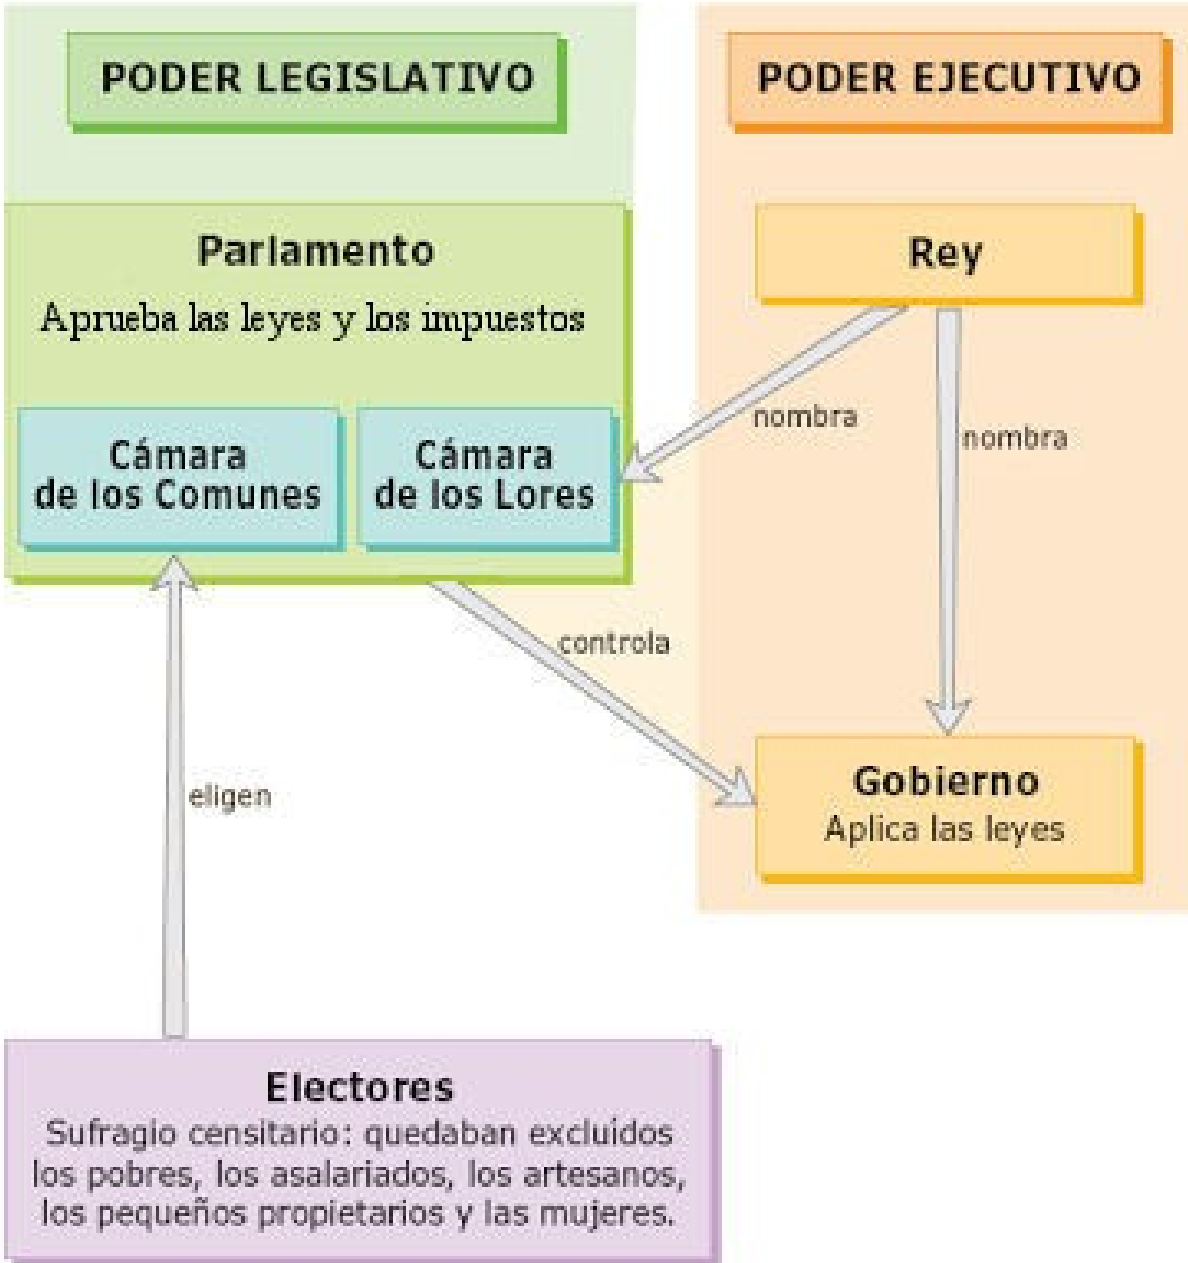 PODER LEGISLATIVO
PODER EJECUTIVO
Parlamento
Aprueba las leyes y los impuestos
Cámara
de los Comunes
Cámara
de los Lores
Rey
nombra
nombra
controla
Gobierno
Aplica las leyes
eligen
Electores
Sufragio censitario: quedaban excluidos
los pobres, los asalariados, los artesanos,
los pequeños propietarios y las mujeres.